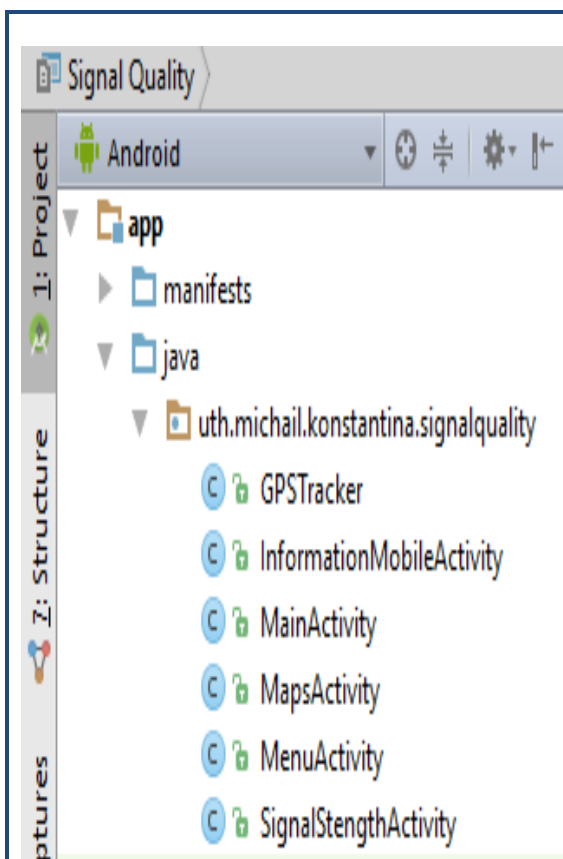 Signal Quality
Android
1: Project
app
manifests
java
uth.michail.konstantina.signalquality
C GPSTracker
C InformationMobileActivity
C MainActivity
C MapsActivity
C MenuActivity
C SignalStengthActivity
7: Structure
ptures